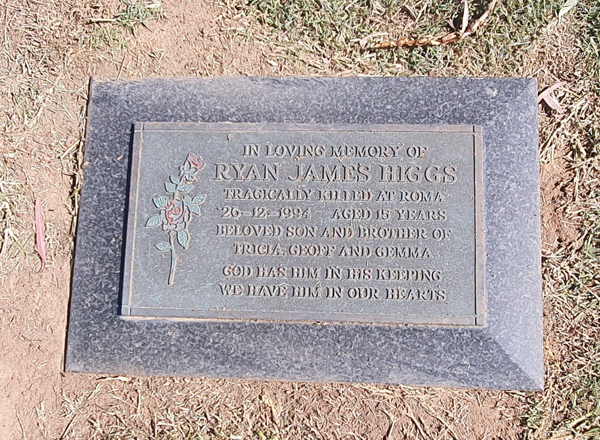 IN LOVING MEMORY OF
RYAN JAMES HIGGS
TRAGICALLY KILLED AT ROMA
26-12-1994 AGED 15 YEARS
BELOVED SON AND BROTHER OF
TRICIA, GEOFF AND GEMMA
GOD HAS HIM IN HIS KEEPING
WE HAVE HIM IN OUR HEARTS